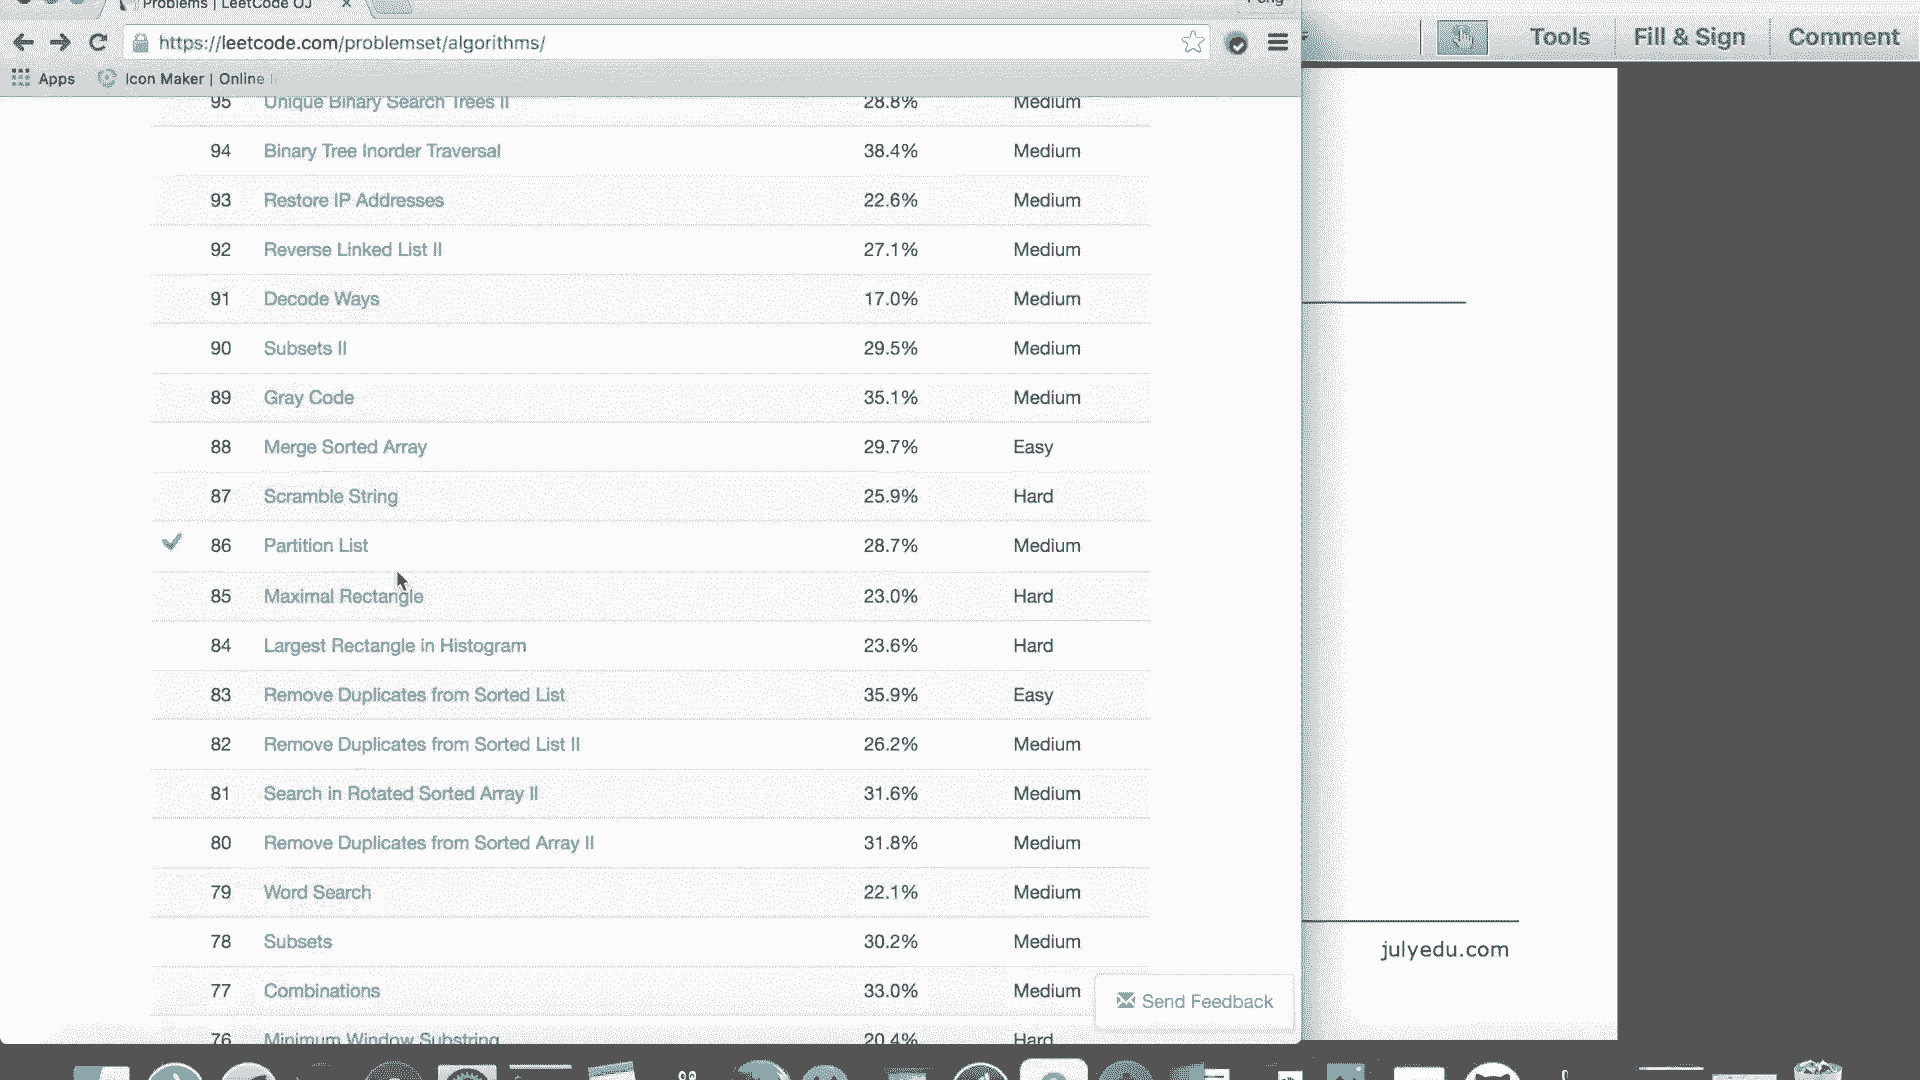 Problems | LeetCode OJ
https://leetcode.com/problemset/algorithms/
Tools Fill & Sign Comment
Apps Icon Maker | Online
95 Unique Binary Search Trees II 28.8% Medium
94 Binary Tree Inorder Traversal 38.4% Medium
93 Restore IP Addresses 22.6% Medium
92 Reverse Linked List II 27.1% Medium
91 Decode Ways 17.0% Medium
90 Subsets II 29.5% Medium
89 Gray Code 35.1% Medium
88 Merge Sorted Array 29.7% Easy
87 Scramble String 25.9% Hard
86 Partition List 28.7% Medium
85 Maximal Rectangle 23.0% Hard
84 Largest Rectangle in Histogram 23.6% Hard
83 Remove Duplicates from Sorted List 35.9% Easy
82 Remove Duplicates from Sorted List II 26.2% Medium
81 Search in Rotated Sorted Array II 31.6% Medium
80 Remove Duplicates from Sorted Array II 31.8% Medium
79 Word Search 22.1% Medium
78 Subsets 30.2% Medium
77 Combinations 33.0% Medium
76 Minimum Window Substring 20.4% Hard
Send Feedback
julyedu.com